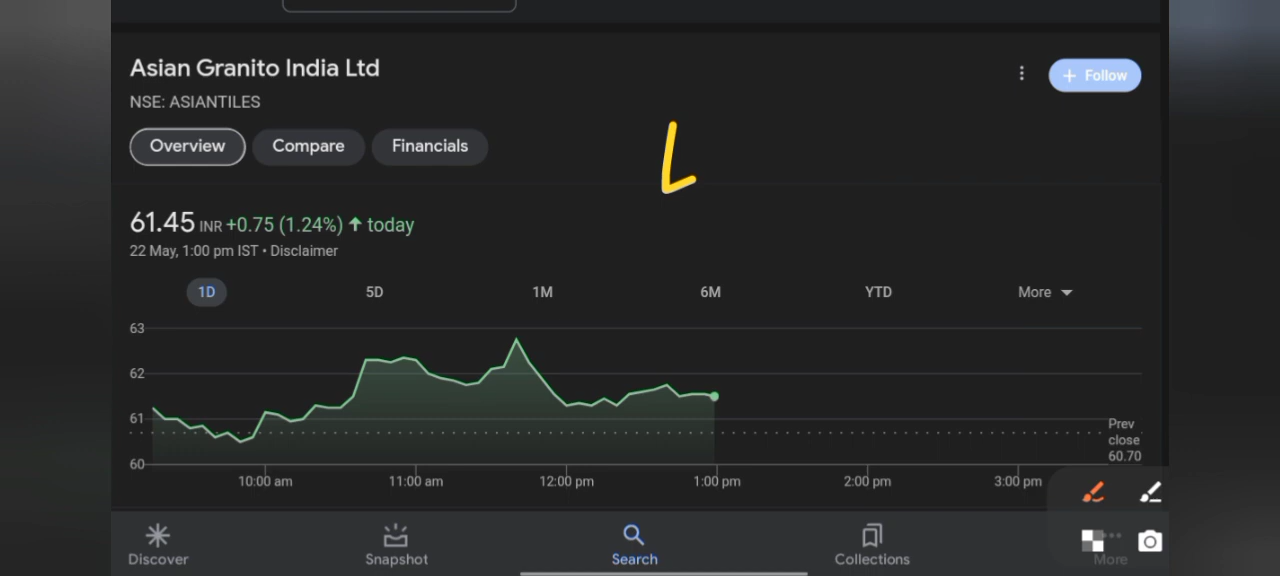 Asian Granito India Ltd
Follow
NSE: ASIANTILES
Overview Compare Financials
L
61.45 INR +0.75 (1.24%) today
22 May, 1:00 pm IST • Disclaimer
1D 5D 1M 6M YTD More
63
62
61
Prev
close
60.70
60
10:00 am 11:00 am 12:00 pm 1:00 pm 2:00 pm 3:00 pm
Discover Snapshot Search Collections More